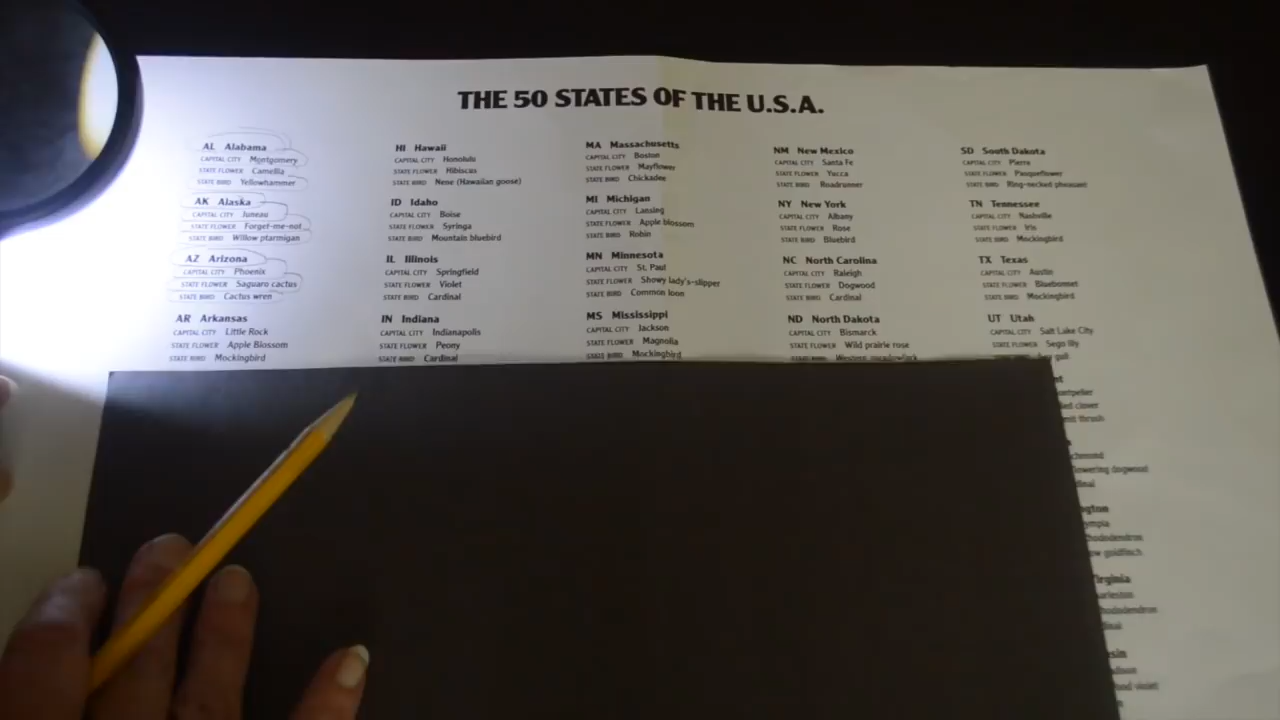 THE 50 STATES OF THE U.S.A.
AL Alabama
CAPITAL CITY Montgomery
STATE FLOWER Camellia
STATE BIRD Yellowhammer
AK Alaska
CAPITAL CITY Juneau
STATE FLOWER Forget-me-not
STATE BIRD Willow ptarmigan
AZ Arizona
CAPITAL CITY Phoenix
STATE FLOWER Saguaro cactus
STATE BIRD Cactus wren
AR Arkansas
CAPITAL CITY Little Rock
STATE FLOWER Apple Blossom
STATE BIRD Mockingbird
HI Hawaii
CAPITAL CITY Honolulu
STATE FLOWER Hibiscus
STATE BIRD Nene (Hawaiian goose)
ID Idaho
CAPITAL CITY Boise
STATE FLOWER Syringa
STATE BIRD Mountain bluebird
IL Illinois
CAPITAL CITY Springfield
STATE FLOWER Violet
STATE BIRD Cardinal
IN Indiana
CAPITAL CITY Indianapolis
STATE FLOWER Peony
STATE BIRD Cardinal
MA Massachusetts
CAPITAL CITY Boston
STATE FLOWER Mayflower
STATE BIRD Chickadee
MI Michigan
CAPITAL CITY Lansing
STATE FLOWER Apple blossom
STATE BIRD Robin
MN Minnesota
CAPITAL CITY St. Paul
STATE FLOWER Showy lady's-slipper
STATE BIRD Common loon
MS Mississippi
CAPITAL CITY Jackson
STATE FLOWER Magnolia
STATE BIRD Mockingbird
NM New Mexico
CAPITAL CITY Santa Fe
STATE FLOWER Yucca
STATE BIRD Roadrunner
NY New York
CAPITAL CITY Albany
STATE FLOWER Rose
STATE BIRD Bluebird
NC North Carolina
CAPITAL CITY Raleigh
STATE FLOWER Dogwood
STATE BIRD Cardinal
ND North Dakota
CAPITAL CITY Bismarck
STATE FLOWER Wild prairie rose
STATE BIRD Western meadowlark
SD South Dakota
CAPITAL CITY Pierre
STATE FLOWER Pasqueflower
STATE BIRD Ring-necked pheasant
TN Tennessee
CAPITAL CITY Nashville
STATE FLOWER Iris
STATE BIRD Mockingbird
TX Texas
CAPITAL CITY Austin
STATE FLOWER Bluebonnet
STATE BIRD Mockingbird
UT Utah
CAPITAL CITY Salt Lake City
STATE FLOWER Sego lily
gull
clover
thrush
dogwood
goldfinch
violet